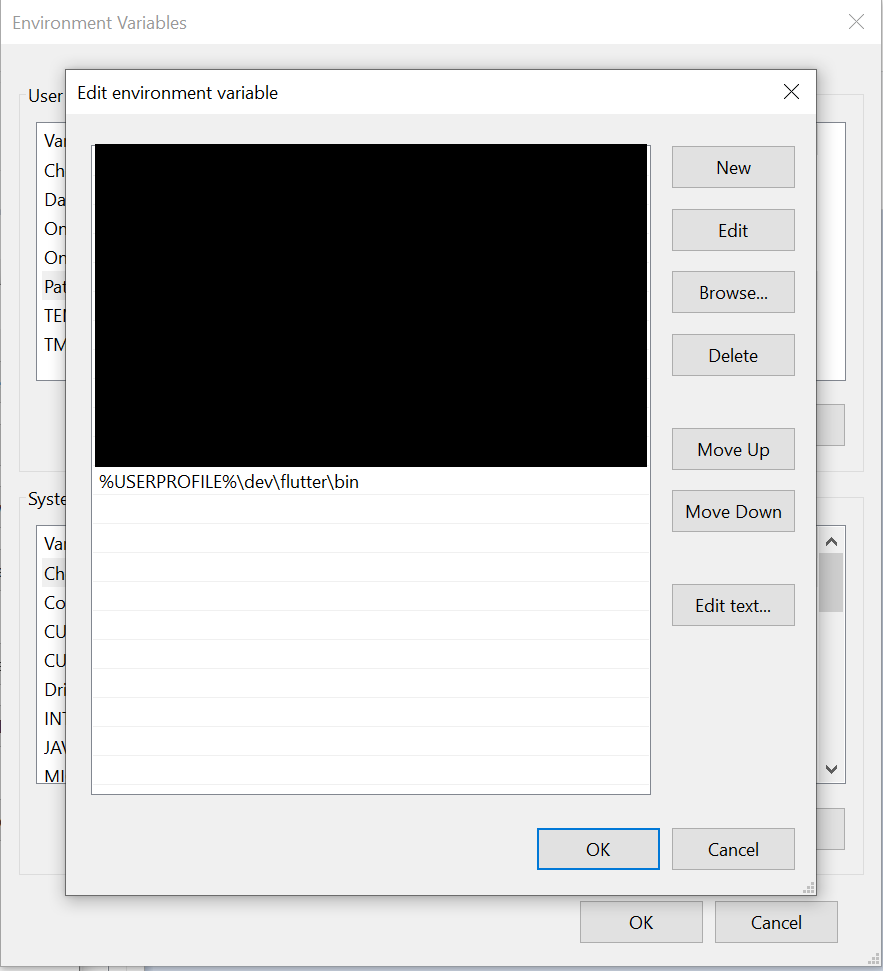 Environment Variables
Edit environment variable
User
Var
Ch
Da
On
On
Pat
TEM
TM
New
Edit
Browse...
Delete
Move Up
Move Down
Edit text...
%USERPROFILE%\dev\flutter\bin
Syste
Var
Ch
Co
CU
CU
Dri
INT
JAV
MI
OK
Cancel
OK
Cancel